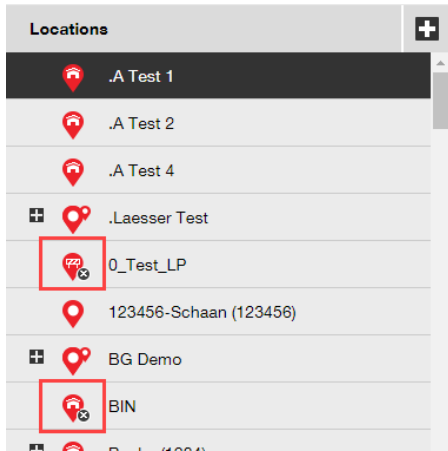 Locations
.A Test 1
.A Test 2
.A Test 4
.Laesser Test
0_Test_LP
123456-Schaan (123456)
BG Demo
BIN